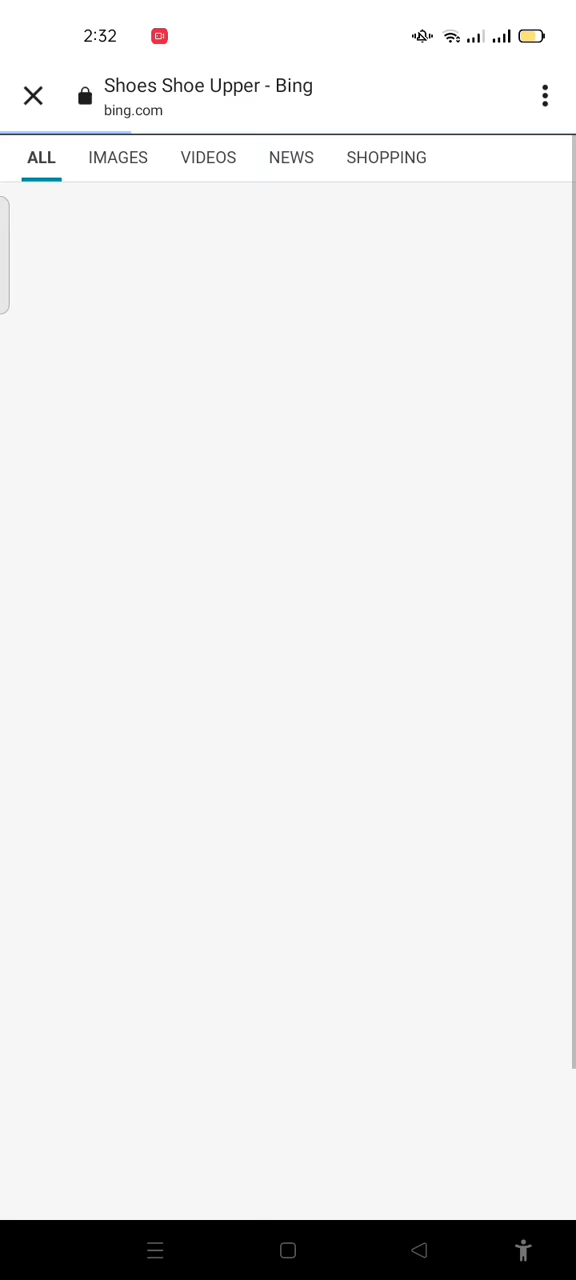 2:32
Shoes Shoe Upper - Bing
bing.com
ALL IMAGES VIDEOS NEWS SHOPPING